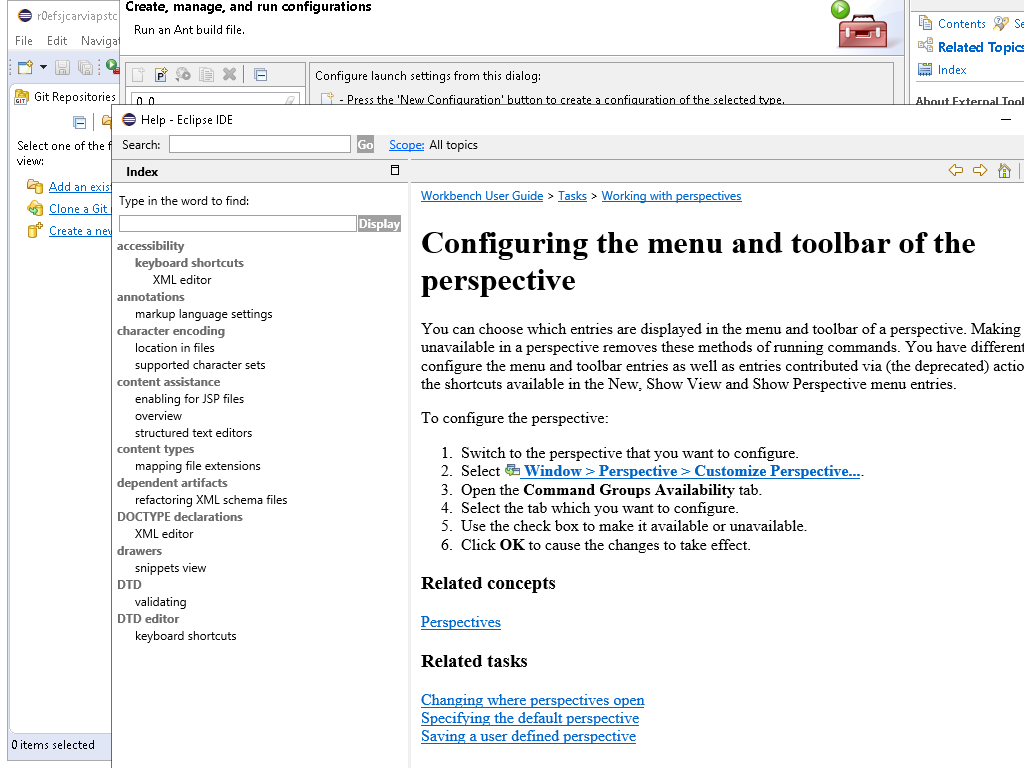 r0efsjcarviapstc
File Edit Navigat
Git Repositories
Select one of the f
view:
Add an exist
Clone a Git
Create a new
0 items selected
Create, manage, and run configurations
Run an Ant build file.
Configure launch settings from this dialog:
- Press the 'New Configuration' button to create a configuration of the selected type.
Contents Se
Related Topics
Index
About External Tool
Help - Eclipse IDE
Search: Go Scope: All topics
Index
Type in the word to find:
Display
accessibility
keyboard shortcuts
XML editor
annotations
markup language settings
character encoding
location in files
supported character sets
content assistance
enabling for JSP files
overview
structured text editors
content types
mapping file extensions
dependent artifacts
refactoring XML schema files
DOCTYPE declarations
XML editor
drawers
snippets view
DTD
validating
DTD editor
keyboard shortcuts
Workbench User Guide > Tasks > Working with perspectives
Configuring the menu and toolbar of the
perspective
You can choose which entries are displayed in the menu and toolbar of a perspective. Making
unavailable in a perspective removes these methods of running commands. You have different
configure the menu and toolbar entries as well as entries contributed via (the deprecated) actio
the shortcuts available in the New, Show View and Show Perspective menu entries.
To configure the perspective:
1. Switch to the perspective that you want to configure.
2. Select Window > Perspective > Customize Perspective....
3. Open the Command Groups Availability tab.
4. Select the tab which you want to configure.
5. Use the check box to make it available or unavailable.
6. Click OK to cause the changes to take effect.
Related concepts
Perspectives
Related tasks
Changing where perspectives open
Specifying the default perspective
Saving a user defined perspective